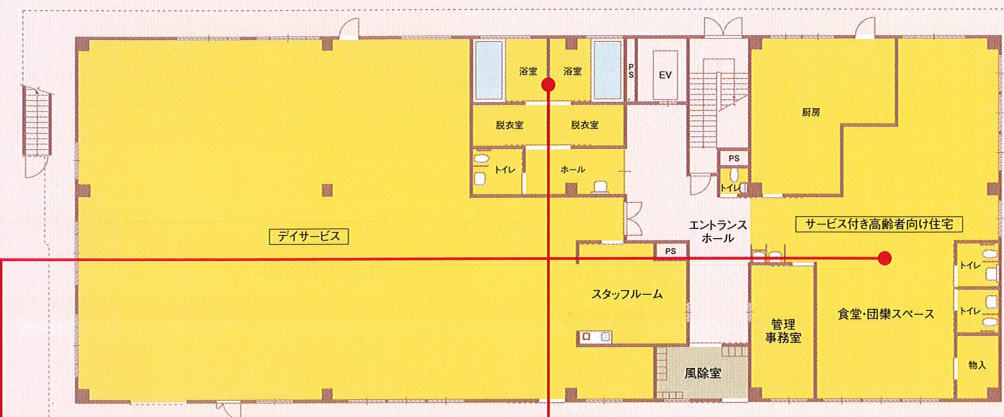 浴室
浴室
PS
EV
厨房
脱衣室
脱衣室
トイレ
ホール
PS
トイレ
デイサービス
エントランス
ホール
サービス付き高齢者向け住宅
PS
トイレ
スタッフルーム
管理
事務室
食堂・団欒スペース
トイレ
風除室
物入